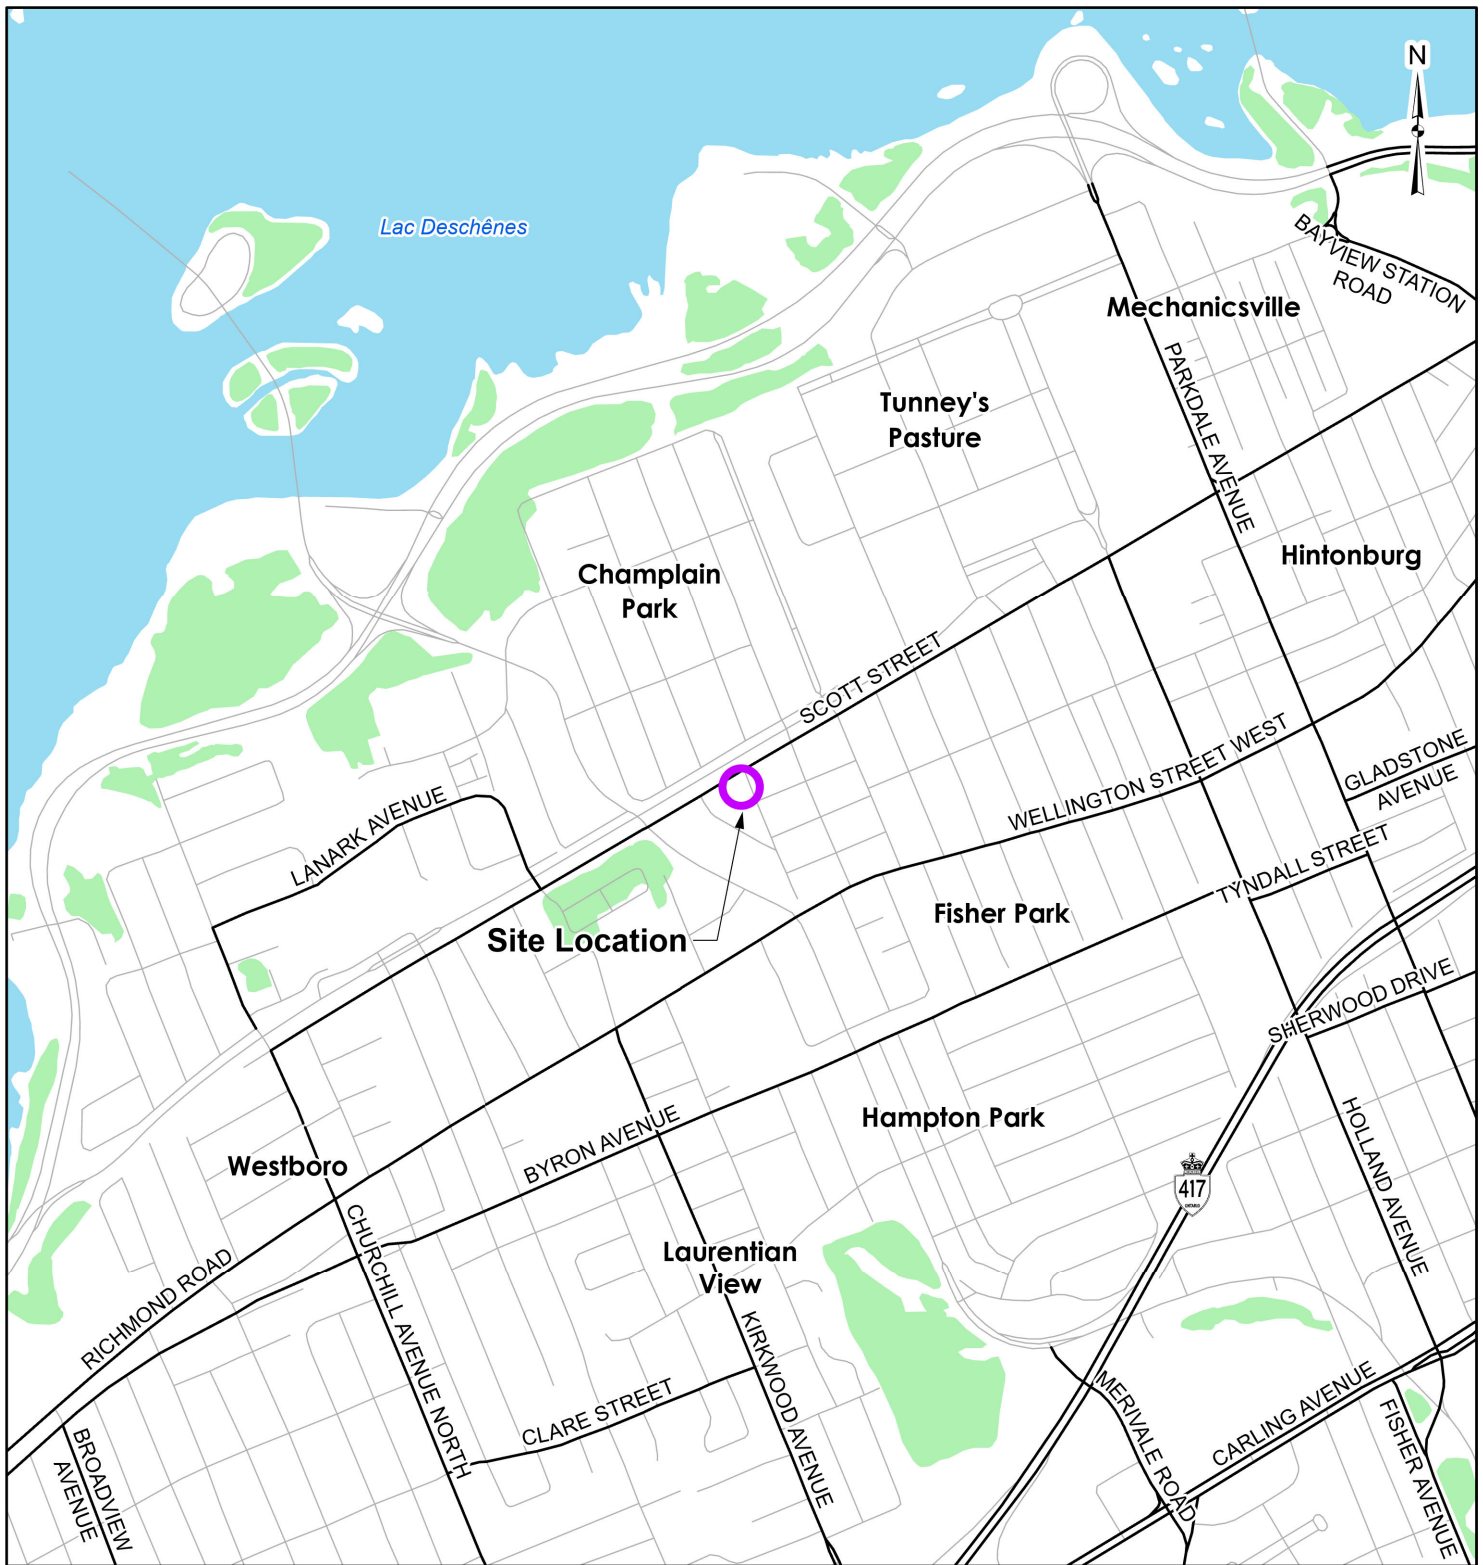 N
Lac Deschênes
BAYVIEW STATION
ROAD
Mechanicsville
PARKDALE AVENUE
Tunney's
Pasture
Hintonburg
Champlain
Park
SCOTT STREET
WELLINGTON STREET WEST
GLADSTONE
AVENUE
LANARK AVENUE
TYNDALL STREET
Fisher Park
Site Location
SHERWOOD DRIVE
Hampton Park
HOLLAND AVENUE
BYRON AVENUE
Westboro
417
ONTARIO
CHURCHILL AVENUE NORTH
Laurentian
View
RICHMOND ROAD
KIRKWOOD AVENUE
MERIVALE ROAD
CARLING AVENUE
CLARE STREET
FISHER AVENUE
BROADVIEW
AVENUE